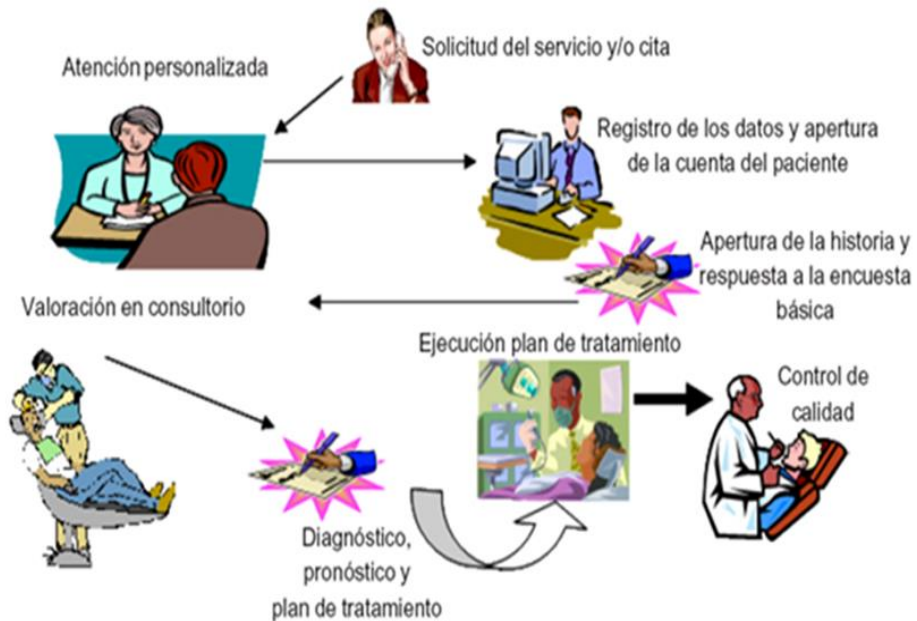 Solicitud del servicio y/o cita
Atención personalizada
Registro de los datos y apertura
de la cuenta del paciente
Apertura de la historia y
respuesta a la encuesta
básica
Valoración en consultorio
Ejecución plan de tratamiento
Control de
calidad
Diagnóstico,
pronóstico y
plan de tratamiento